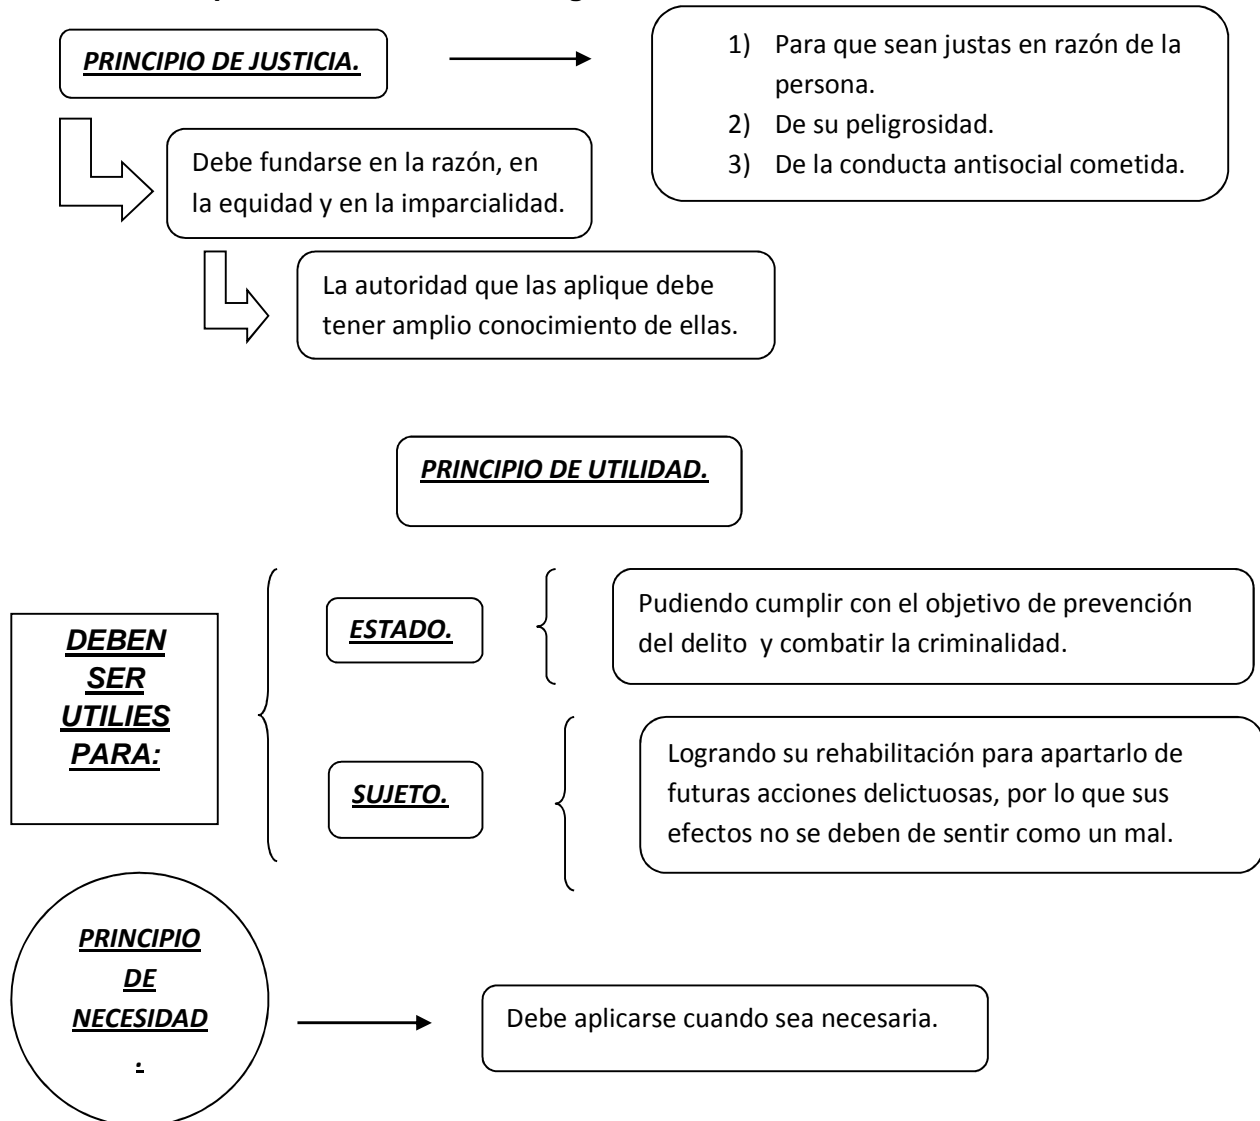 PRINCIPIO DE JUSTICIA.
1) Para que sean justas en razón de la
persona.
2) De su peligrosidad.
3) De la conducta antisocial cometida.
Debe fundarse en la razón, en
la equidad y en la imparcialidad.
La autoridad que las aplique debe
tener amplio conocimiento de ellas.
PRINCIPIO DE UTILIDAD.
DEBEN
SER
UTILIES
PARA:
ESTADO.
Pudiendo cumplir con el objetivo de prevención
del delito y combatir la criminalidad.
SUJETO.
Logrando su rehabilitación para apartarlo de
futuras acciones delictuosas, por lo que sus
efectos no se deben de sentir como un mal.
PRINCIPIO
DE
NECESIDAD
.
Debe aplicarse cuando sea necesaria.